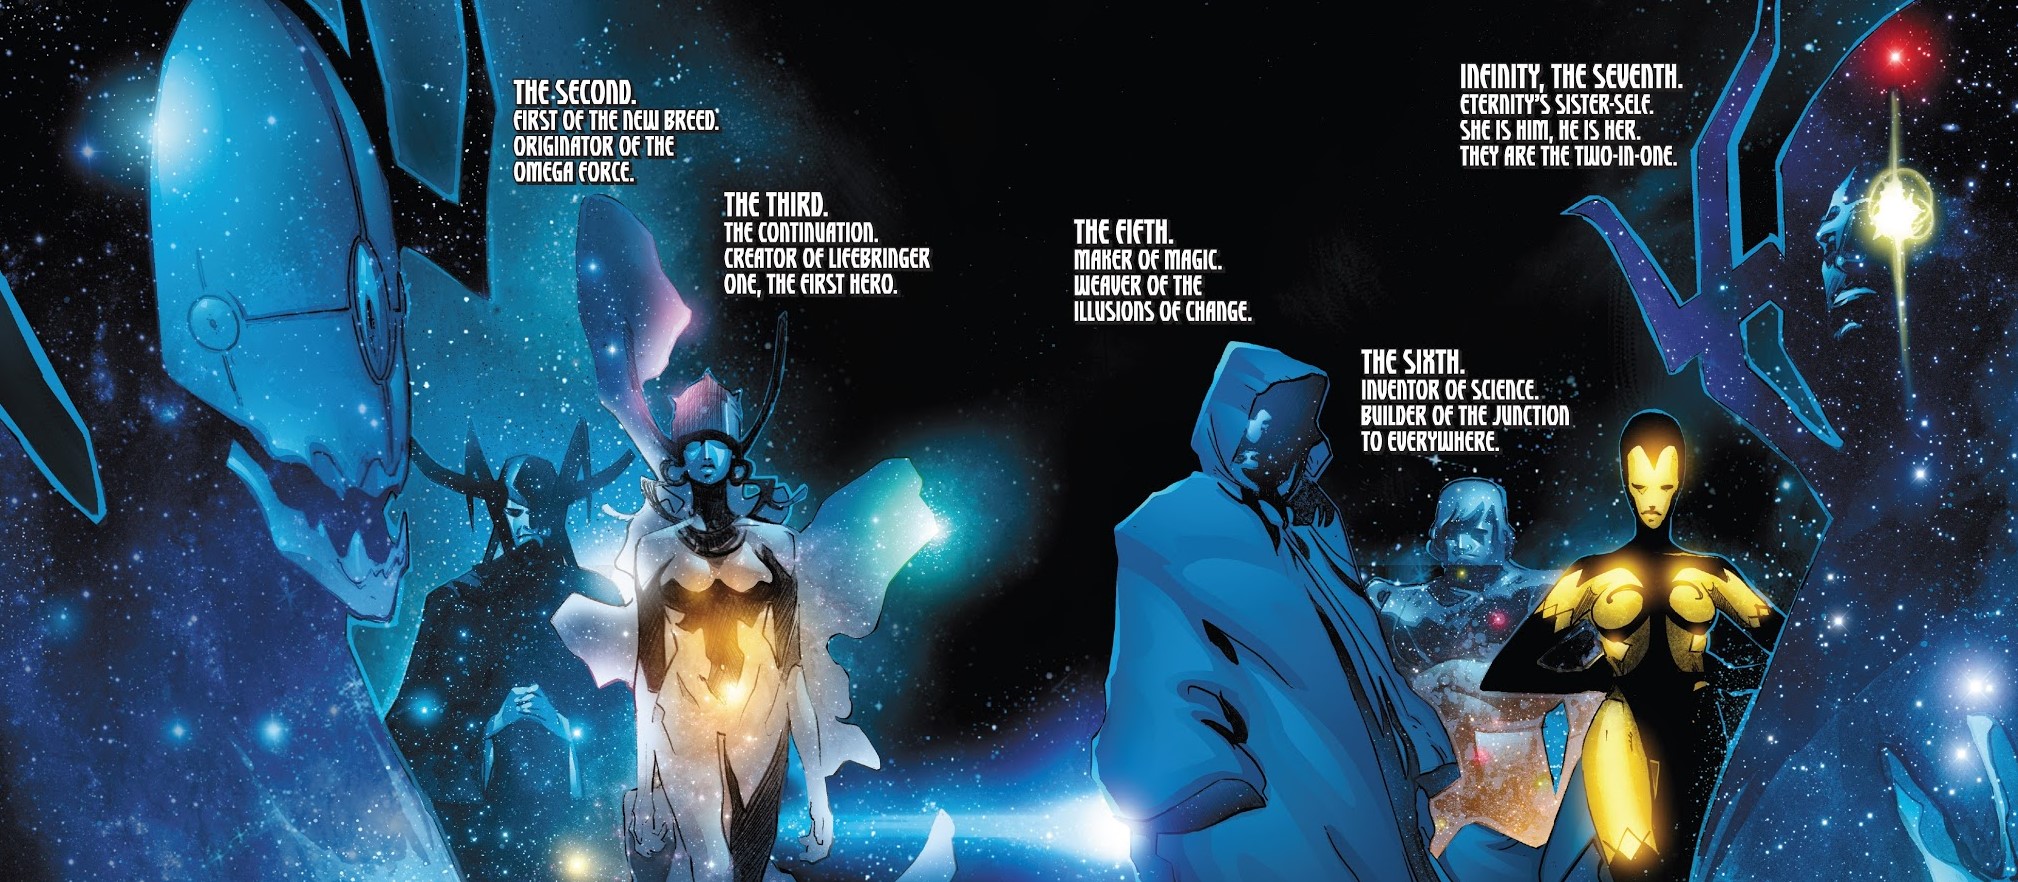 THE SECOND.
FIRST OF THE NEW BREED.
ORIGINATOR OF THE
OMEGA FORCE.
THE THIRD.
THE CONTINUATION.
CREATOR OF LIFEBRINGER
ONE, THE FIRST HERO.
THE FIFTH.
MAKER OF MAGIC.
WEAVER OF THE
ILLUSIONS OF CHANGE.
THE SIXTH.
INVENTOR OF SCIENCE.
BUILDER OF THE JUNCTION
TO EVERYWHERE.
INFINITY, THE SEVENTH.
ETERNITY'S SISTER-SELF.
SHE IS HIM, HE IS HER.
THEY ARE THE TWO-IN-ONE.